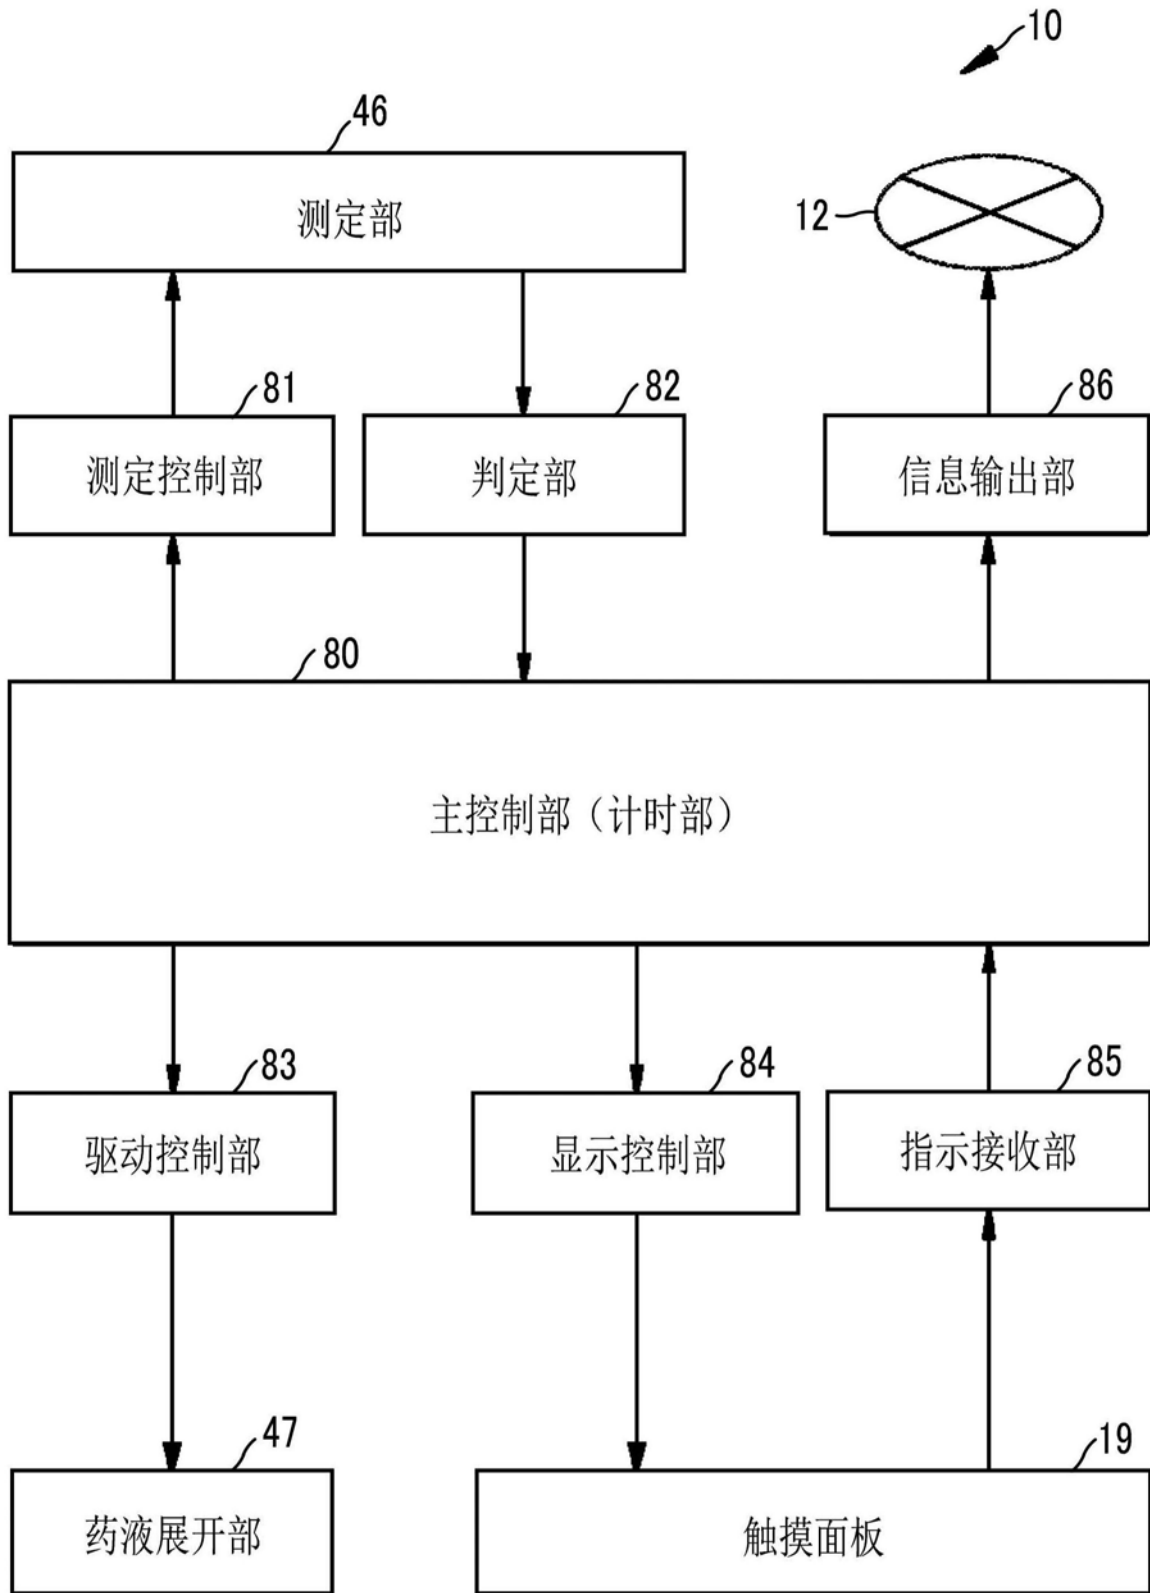 10
46
测定部
12
81
82
86
测定控制部
判定部
信息输出部
80
主控制部（计时部）
83
84
85
驱动控制部
显示控制部
指示接收部
47
19
药液展开部
触摸面板